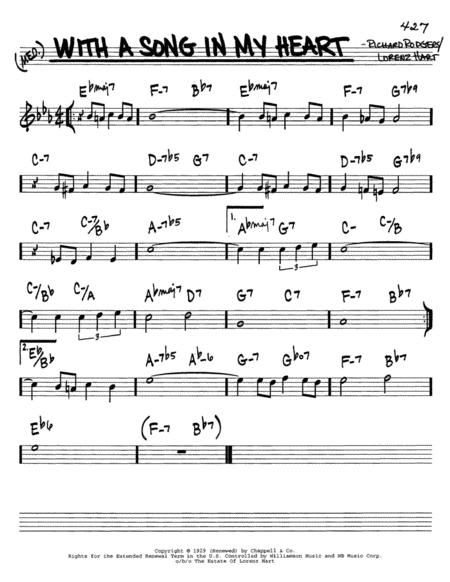 427
(MED.) WITH A SONG IN MY HEART -RICHARD RODGERS/
LORENZ HART
Ebmaj7 F-7 Bb7 Ebmaj7 F-7 G7b9
C-7 D-7b5 G7 C-7 D-7b5 G7b9
C-7 C-7/Bb A-7b5 1. Abmaj7 G7 C- C-/B
3
C-7/Bb C-7/A Abmaj7 D7 G7 C7 F-7 Bb7
3
2. Eb/Bb A-7b5 Ab-6 G-7 Gbo7 F-7 Bb7
Eb6 (F-7 Bb7)
Copyright © 1929 (Renewed) by Chappell & Co.
Rights for the Extended Renewal Term in the U.S. Controlled by Williamson Music and WB Music Corp.
o/b/o The Estate Of Lorenz Hart